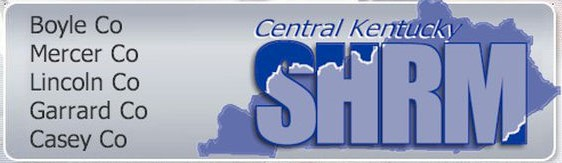 Boyle Co
Mercer Co
Lincoln Co
Garrard Co
Casey Co
Central Kentucky
SHRM